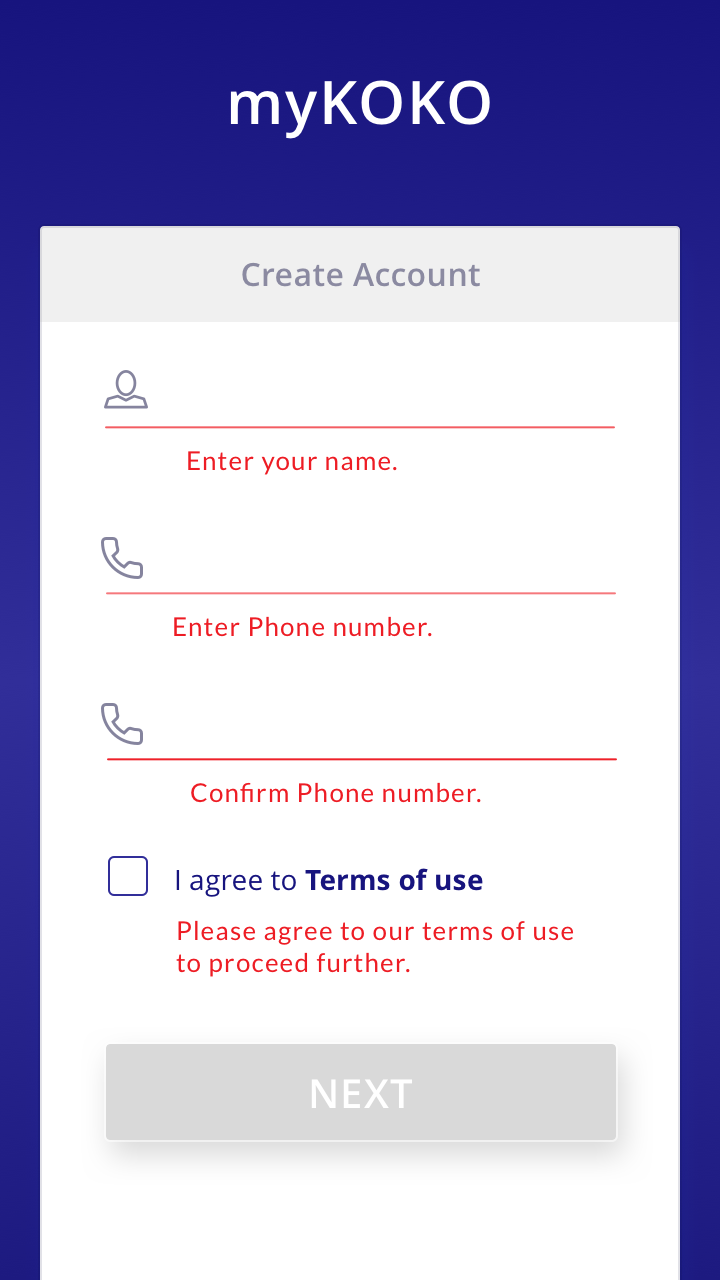 myKOKO
Create Account
Enter your name.
Enter Phone number.
Confirm Phone number.
I agree to Terms of use
Please agree to our terms of use
to proceed further.
NEXT